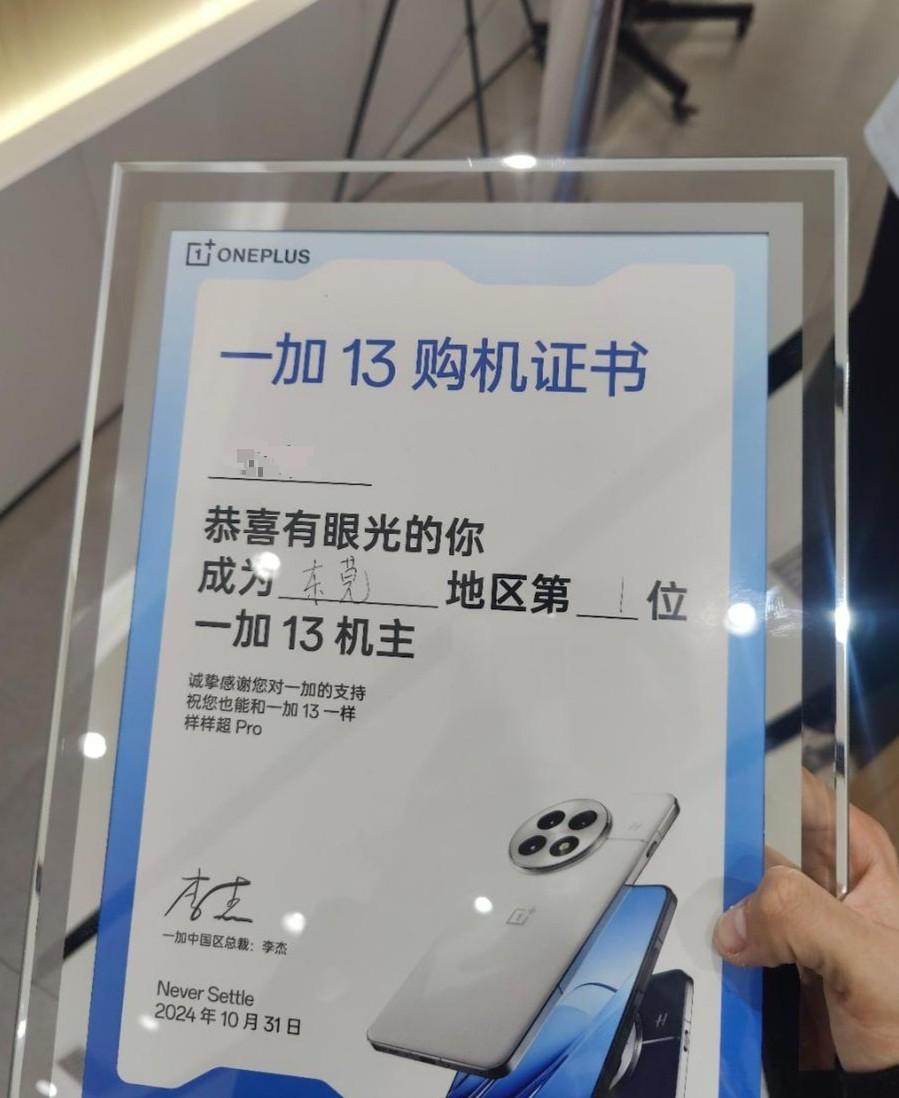 ONEPLUS
一加 13 购机证书
恭喜有眼光的你
成为 东莞 地区第 1 位
一加 13 机主
诚挚感谢您对一加的支持
祝您也能和一加 13 一样
样样超 Pro
李杰
一加中国区总裁：李杰
Never Settle
2024 年 10 月 31 日